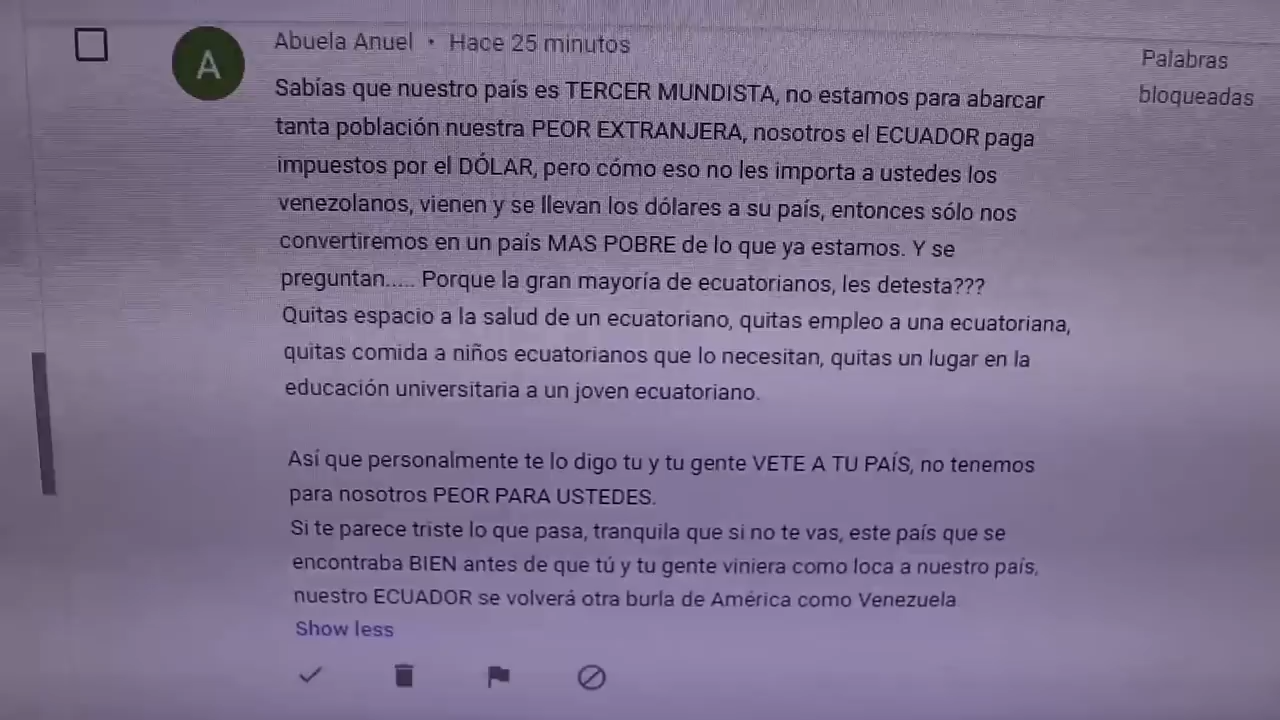 Abuela Anuel • Hace 25 minutos
Palabras
bloqueadas
A
Sabías que nuestro país es TERCER MUNDISTA, no estamos para abarcar
tanta población nuestra PEOR EXTRANJERA, nosotros el ECUADOR paga
impuestos por el DÓLAR, pero cómo eso no les importa a ustedes los
venezolanos, vienen y se llevan los dólares a su país, entonces sólo nos
convertiremos en un país MAS POBRE de lo que ya estamos. Y se
preguntan..... Porque la gran mayoría de ecuatorianos, les detesta???
Quitas espacio a la salud de un ecuatoriano, quitas empleo a una ecuatoriana,
quitas comida a niños ecuatorianos que lo necesitan, quitas un lugar en la
educación universitaria a un joven ecuatoriano.
Así que personalmente te lo digo tu y tu gente VETE A TU PAÍS, no tenemos
para nosotros PEOR PARA USTEDES.
Si te parece triste lo que pasa, tranquila que si no te vas, este país que se
encontraba BIEN antes de que tú y tu gente viniera como loca a nuestro país,
nuestro ECUADOR se volverá otra burla de América como Venezuela.
Show less